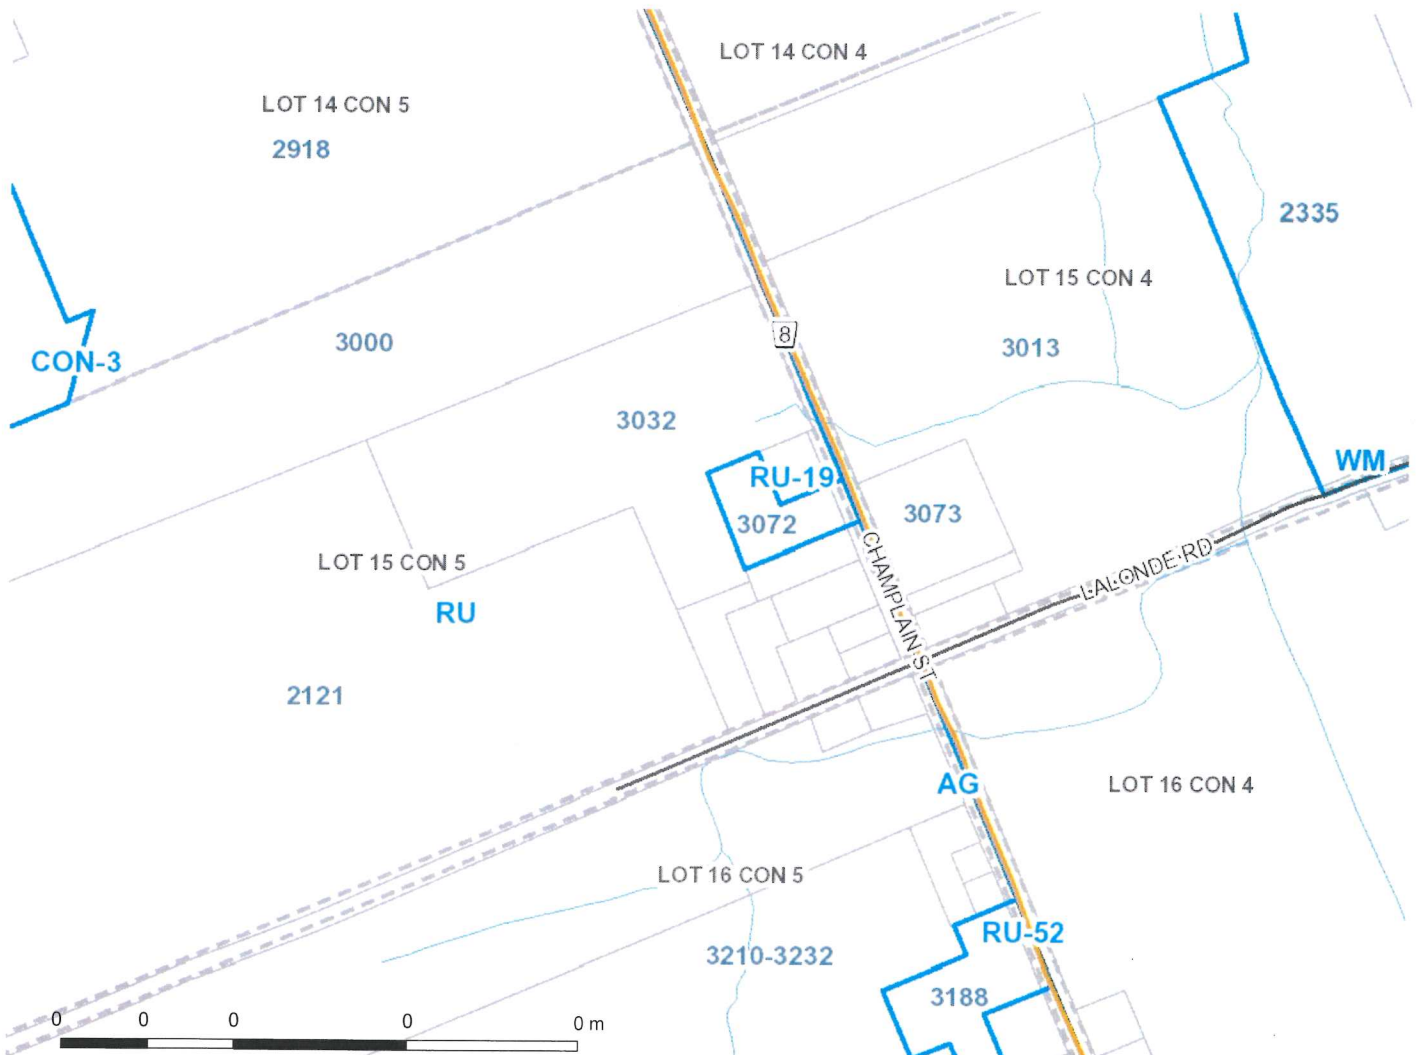 LOT 14 CON 4
LOT 14 CON 5
2918
2335
LOT 15 CON 4
8
3000
3013
CON-3
3032
WM
RU-19
3072
3073
LOT 15 CON 5
CHAMPLAIN ST
LALONDE RD
RU
2121
AG
LOT 16 CON 4
LOT 16 CON 5
RU-52
3210-3232
3188
0 0 0 0 0 m